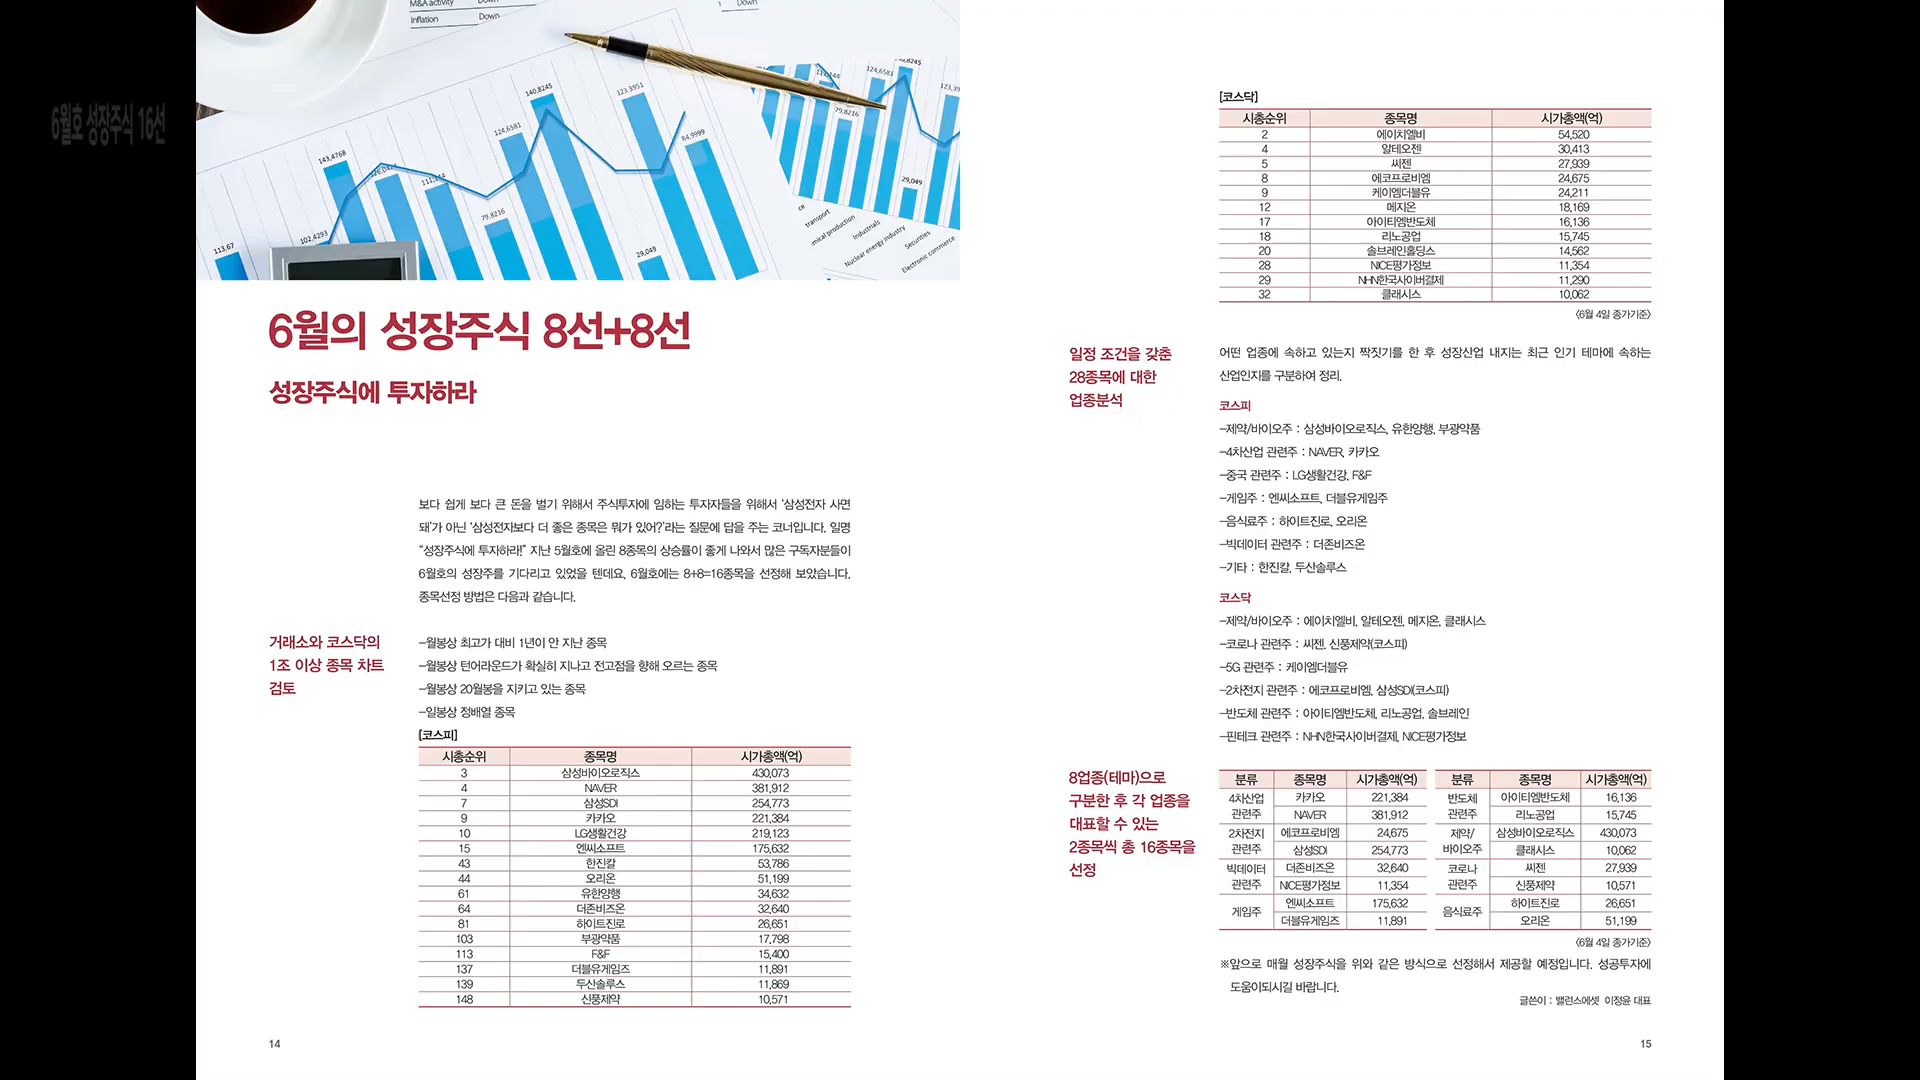 6월호 성장주식 16선
M&A activity Down
Inflation Down
Down
113,67
102,4293
143,4768
79,8216
124,6581
140,8245
29,049
123,3951
84,9999
124,6581
79,8216
29,049
transport
Industrials
Nuclear energy industry
Securities
Electronic commerce
6월의 성장주식 8선+8선
성장주식에 투자하라
보다 쉽게 보다 큰 돈을 벌기 위해서 주식투자에 임하는 투자자들을 위해서 ‘삼성전자 사면
돼’가 아닌 ‘삼성전자보다 더 좋은 종목은 뭐가 있어?’라는 질문에 답을 주는 코너입니다. 일명
“성장주식에 투자하라!” 지난 5월호에 올린 8종목의 상승률이 좋게 나와서 많은 구독자분들이
6월호의 성장주를 기다리고 있었을 텐데요, 6월호에는 8+8=16종목을 선정해 보았습니다.
종목선정 방법은 다음과 같습니다.
거래소와 코스닥의
1조 이상 종목 차트
검토
-월봉상 최고가 대비 1년이 안 지난 종목
-월봉상 턴어라운드가 확실히 지나고 전고점을 향해 오르는 종목
-월봉상 20월봉을 지키고 있는 종목
-일봉상 정배열 종목
[코스피]
시총순위 종목명 시가총액(억)
3 삼성바이오로직스 430,073
4 NAVER 381,912
7 삼성SDI 254,773
9 카카오 221,384
10 LG생활건강 219,123
15 엔씨소프트 175,632
43 한진칼 53,786
44 오리온 51,199
61 유한양행 34,632
64 더존비즈온 32,640
81 하이트진로 26,651
103 부광약품 17,798
113 F&F 15,400
137 더블유게임즈 11,891
139 두산솔루스 11,869
148 신풍제약 10,571
14
[코스닥]
시총순위 종목명 시가총액(억)
2 에이치엘비 54,520
4 알테오젠 30,413
5 씨젠 27,939
8 에코프로비엠 24,675
9 케이엠더블유 24,211
12 메지온 18,169
17 아이티엠반도체 16,136
18 리노공업 15,745
20 솔브레인홀딩스 14,562
28 NICE평가정보 11,354
29 NHN한국사이버결제 11,290
32 클래시스 10,062
〈6월 4일 종가기준〉
일정 조건을 갖춘
28종목에 대한
업종분석
어떤 업종에 속하고 있는지 짝짓기를 한 후 성장산업 내지는 최근 인기 테마에 속하는
산업인지를 구분하여 정리.
코스피
-제약/바이오주 : 삼성바이오로직스, 유한양행, 부광약품
-4차산업 관련주 : NAVER, 카카오
-중국 관련주 : LG생활건강, F&F
-게임주 : 엔씨소프트, 더블유게임주
-음식료주 : 하이트진로, 오리온
-빅데이터 관련주 : 더존비즈온
-기타 : 한진칼, 두산솔루스
코스닥
-제약/바이오주 : 에이치엘비, 알테오젠, 메지온, 클래시스
-코로나 관련주 : 씨젠, 신풍제약(코스피)
-5G 관련주 : 케이엠더블유
-2차전지 관련주 : 에코프로비엠, 삼성SDI(코스피)
-반도체 관련주 : 아이티엠반도체, 리노공업, 솔브레인
-핀테크 관련주 : NHN한국사이버결제, NICE평가정보
8업종(테마)으로
구분한 후 각 업종을
대표할 수 있는
2종목씩 총 16종목을
선정
분류 종목명 시가총액(억) 분류 종목명 시가총액(억)
4차산업 관련주 카카오 221,384 반도체 관련주 아이티엠반도체 16,136
NAVER 381,912 리노공업 15,745
2차전지 관련주 에코프로비엠 24,675 제약/바이오주 삼성바이오로직스 430,073
삼성SDI 254,773 클래시스 10,062
빅데이터 관련주 더존비즈온 32,640 코로나 관련주 씨젠 27,939
NICE평가정보 11,354 신풍제약 10,571
게임주 엔씨소프트 175,632 음식료주 하이트진로 26,651
더블유게임즈 11,891 오리온 51,199
〈6월 4일 종가기준〉
※앞으로 매월 성장주식을 위와 같은 방식으로 선정해서 제공할 예정입니다. 성공투자에
도움이되시길 바랍니다.
글쓴이 : 밸런스에셋 이정윤 대표
15